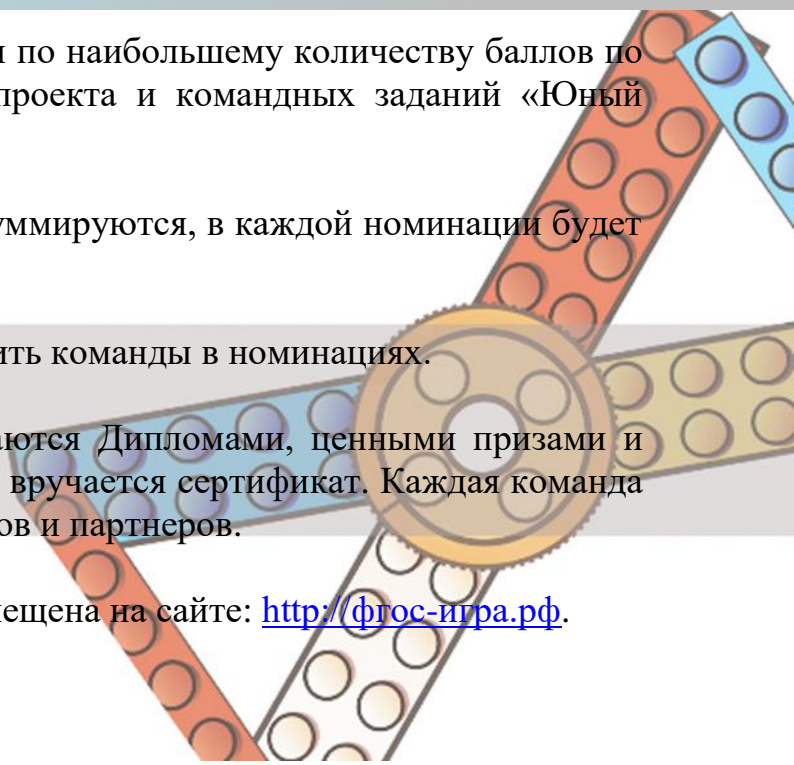 по наибольшему количеству баллов по
проекта и командных заданий «Юный
уммируются, в каждой номинации будет
ить команды в номинациях.
аются Дипломами, ценными призами и
вручается сертификат. Каждая команда
ов и партнеров.
ещена на сайте: http://фгос-игра.рф.